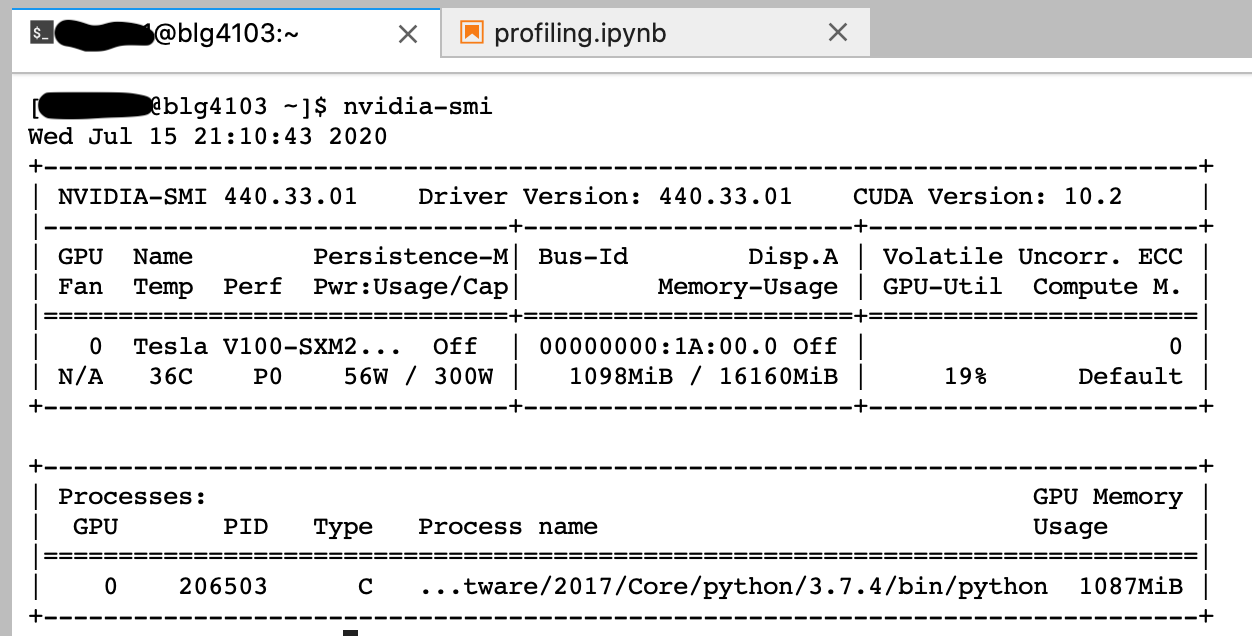 $_ @blg4103:~ × profiling.ipynb ×
[@blg4103 ~]$ nvidia-smi
Wed Jul 15 21:10:43 2020
+-----------------------------------------------------------------------------+
| NVIDIA-SMI 440.33.01    Driver Version: 440.33.01    CUDA Version: 10.2     |
|-------------------------------+----------------------+----------------------+
| GPU  Name        Persistence-M| Bus-Id        Disp.A | Volatile Uncorr. ECC |
| Fan  Temp  Perf  Pwr:Usage/Cap|         Memory-Usage | GPU-Util  Compute M. |
|===============================+======================+======================|
|   0  Tesla V100-SXM2...  Off  | 00000000:1A:00.0 Off |                    0 |
| N/A   36C    P0    56W / 300W |   1098MiB / 16160MiB |     19%      Default |
+-------------------------------+----------------------+----------------------+

+-----------------------------------------------------------------------------+
| Processes:                                                       GPU Memory |
|  GPU       PID   Type   Process name                             Usage      |
|=============================================================================|
|    0    206503      C   ...tware/2017/Core/python/3.7.4/bin/python  1087MiB |
+-----------------------------------------------------------------------------+